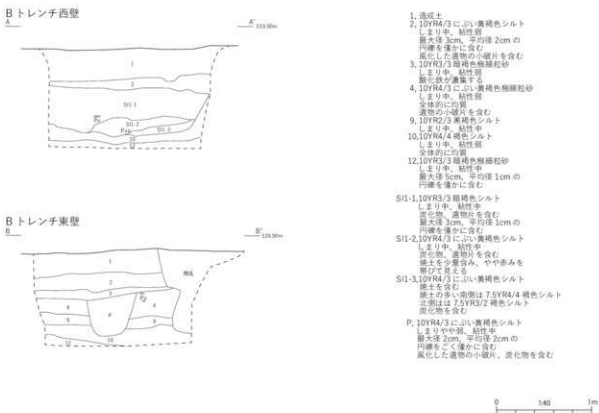 Bトレンチ西壁
A
A'
539.90m
1
3
SI1-1
SI1-2
SI1-3
10
12
Bトレンチ東壁
B
B'
539.90m
1
2
3
4
4
P
9
9
10
12
撹乱
1, 造成土
2, 10YR4/3 にぶい黄褐色シルト
しまり中、粘性弱
最大径 3cm、平均径 2cm の
円礫を僅かに含む
風化した遺物の小破片を含む
3, 10YR3/3 暗褐色極細粒砂
しまり中、粘性弱
酸化鉄が濃集する
4, 10YR4/3 にぶい黄褐色極細粒砂
しまり中、粘性弱
全体的に均質
遺物の小破片を含む
9, 10YR2/3 黒褐色シルト
しまり中、粘性中
10, 10YR4/4 褐色シルト
しまり中、粘性弱
全体的に均質
12, 10YR3/3 暗褐色極細粒砂
しまり中、粘性中
最大径 5cm、平均径 1cm の
円礫を僅かに含む
SI1-1, 10YR3/3 暗褐色シルト
しまり中、粘性中
炭化物、遺物片を含む
最大径 3cm、平均径 1cm の
円礫を僅かに含む
SI1-2, 10YR4/3 にぶい黄褐色シルト
しまり中、粘性中
炭化物、遺物片を含む
焼土を少量含み、やや赤みを
帯びて見える
SI1-3, 10YR4/3 にぶい黄褐色シルト
焼土を含む
焼土の多い南側は 7.5YR4/4 褐色シルト
北側はは 7.5YR3/2 褐色シルト
炭化物を含む
P, 10YR4/3 にぶい黄褐色シルト
しまりやや弱、粘性中
最大径 2cm、平均径 2cm の
円礫をごく僅かに含む
風化した遺物の小破片、炭化物を含む
0 1:40 1m